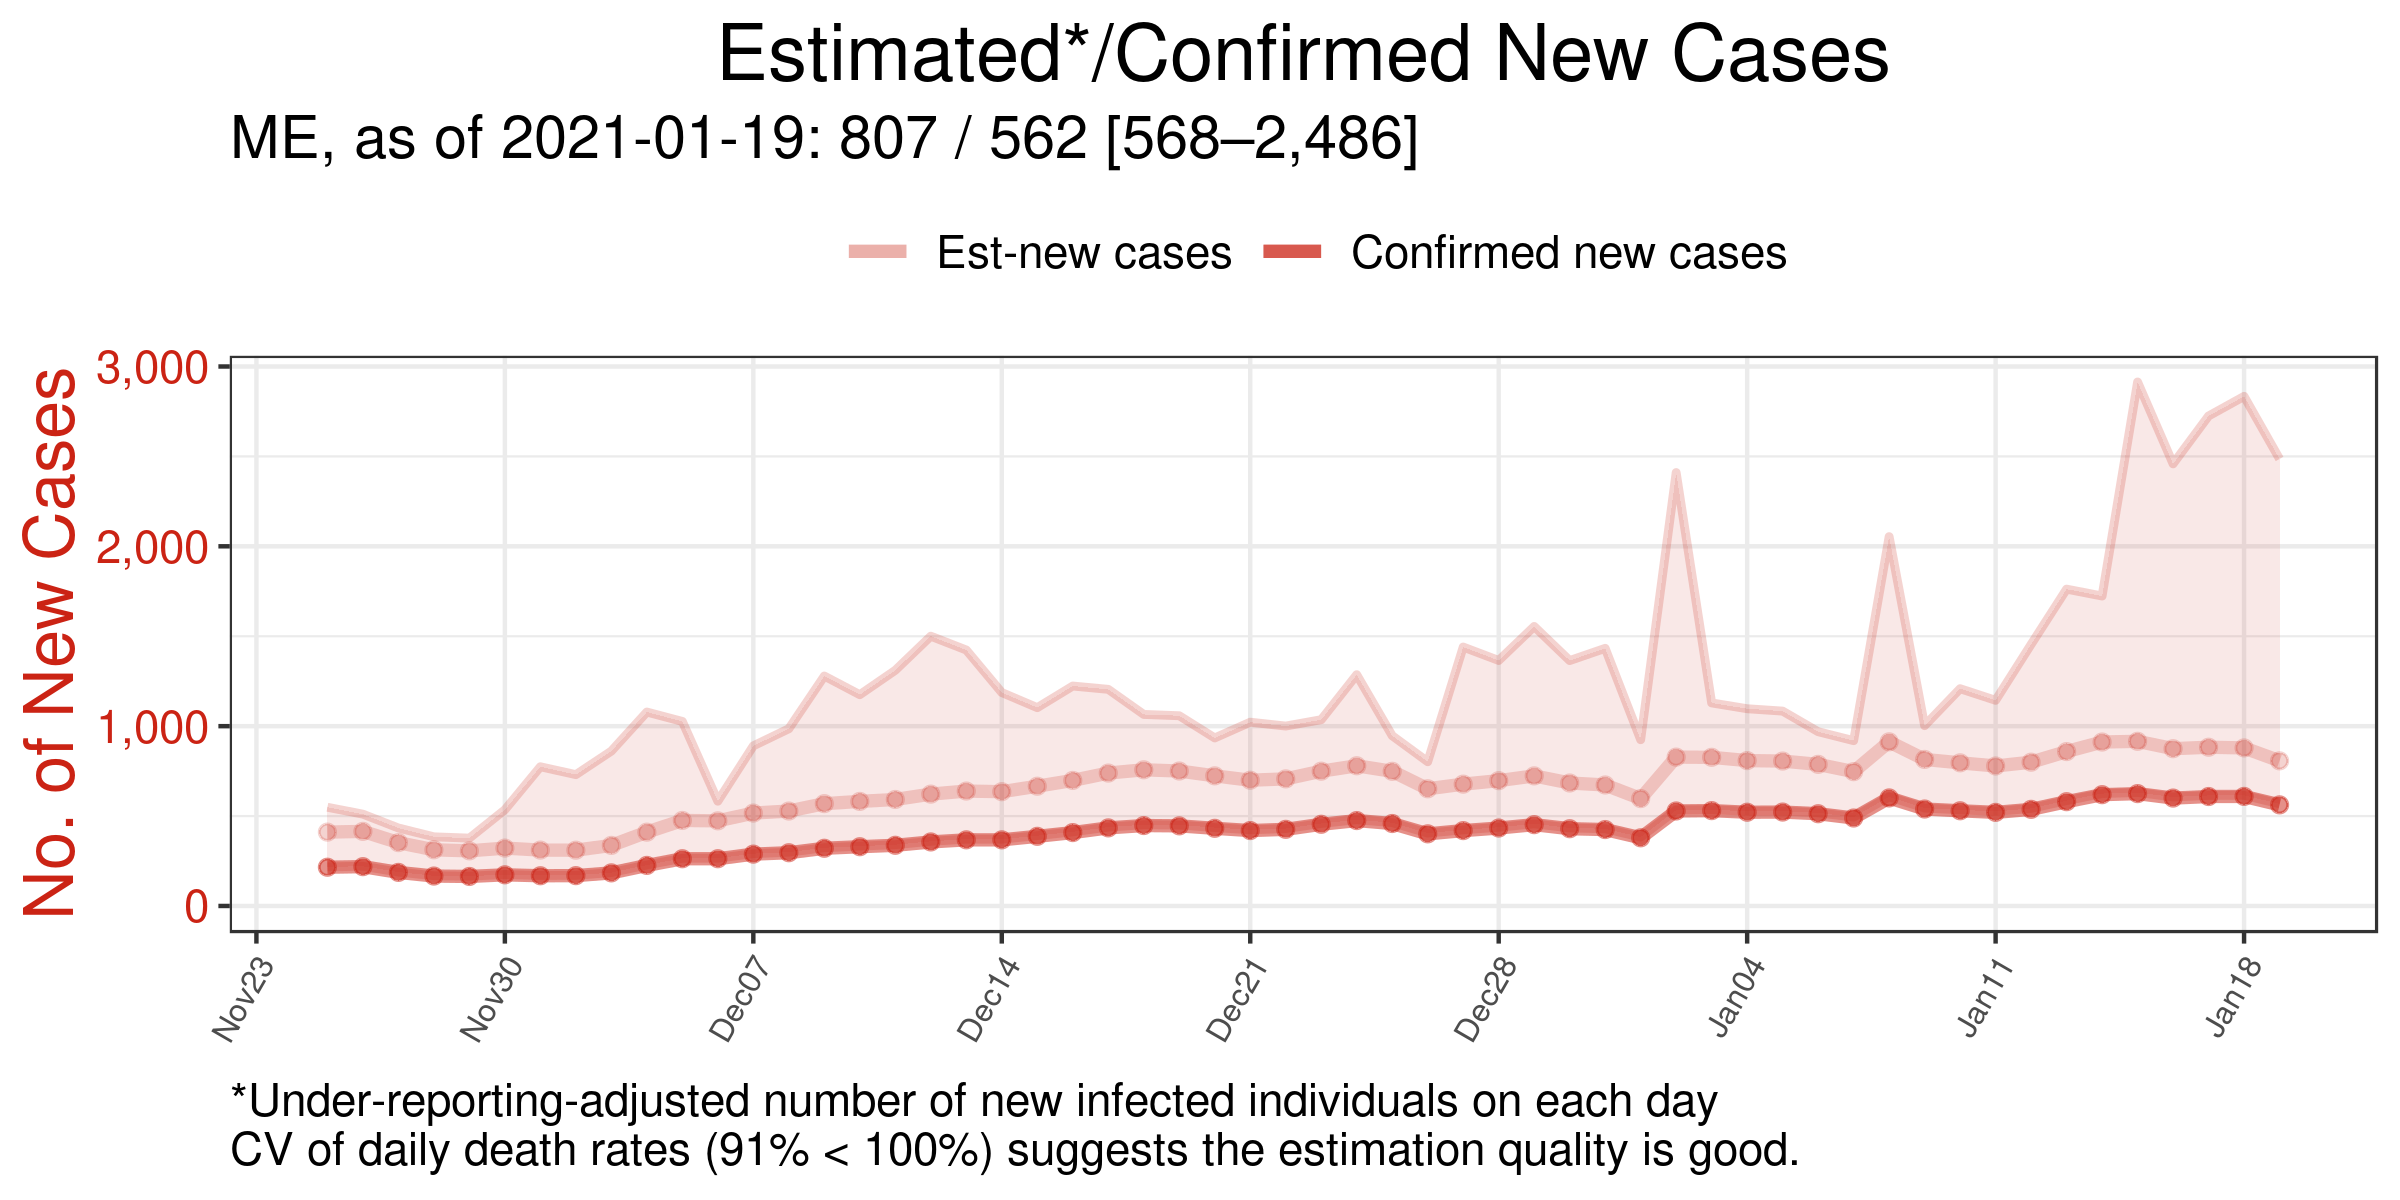 Estimated*/Confirmed New Cases
ME, as of 2021-01-19: 807 / 562 [568–2,486]
Est-new cases Confirmed new cases
No. of New Cases
3,000
2,000
1,000
0
Nov23 Nov30 Dec07 Dec14 Dec21 Dec28 Jan04 Jan11 Jan18
*Under-reporting-adjusted number of new infected individuals on each day
CV of daily death rates (91% < 100%) suggests the estimation quality is good.